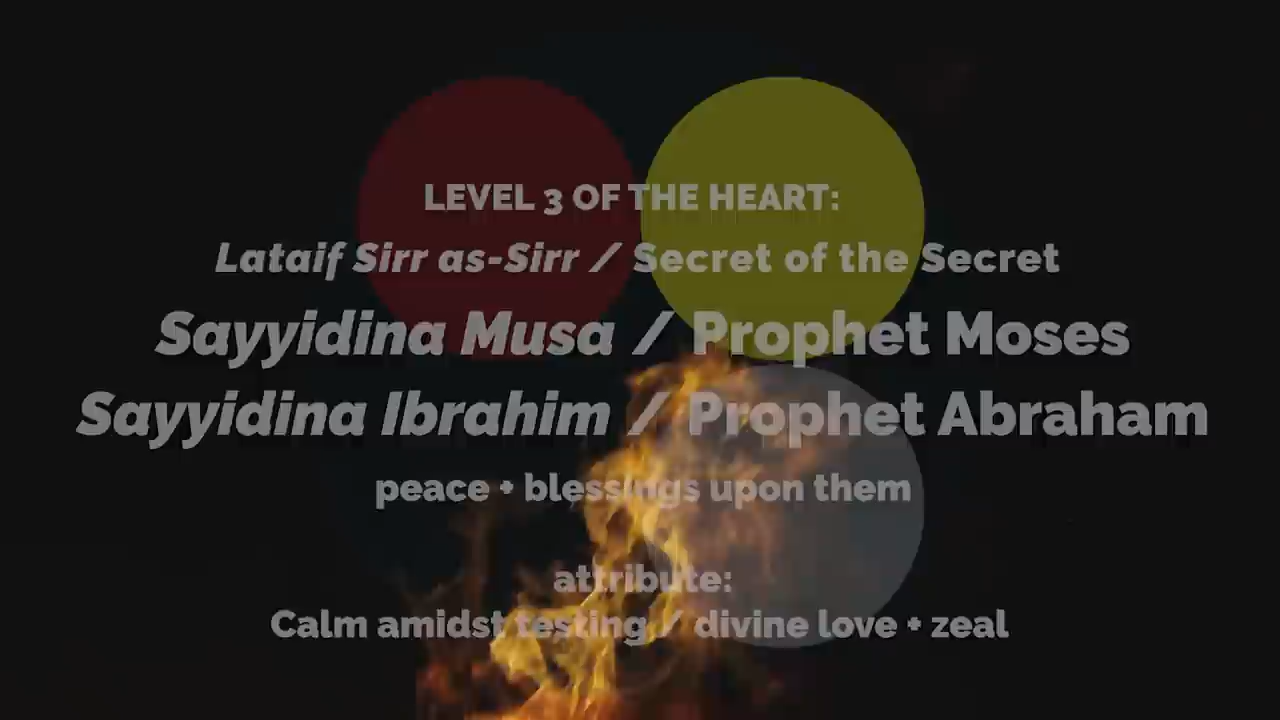 LEVEL 3 OF THE HEART:
Lataif Sirr as-Sirr / Secret of the Secret
Sayyidina Musa / Prophet Moses
Sayyidina Ibrahim / Prophet Abraham
peace + blessings upon them
attribute:
Calm amidst testing / divine love + zeal